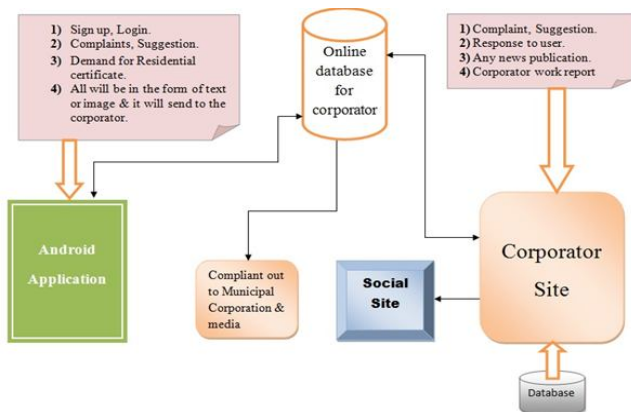 1) Sign up, Login.
2) Complaints, Suggestion.
3) Demand for Residential
certificate.
4) All will be in the form of text
or image & it will send to the
corporator.
Online
database
for
corporator
1) Complaint, Suggestion.
2) Response to user.
3) Any news publication.
4) Corporator work report
Android
Application
Compliant out
to Municipal
Corporation &
media
Social
Site
Corporator
Site
Database